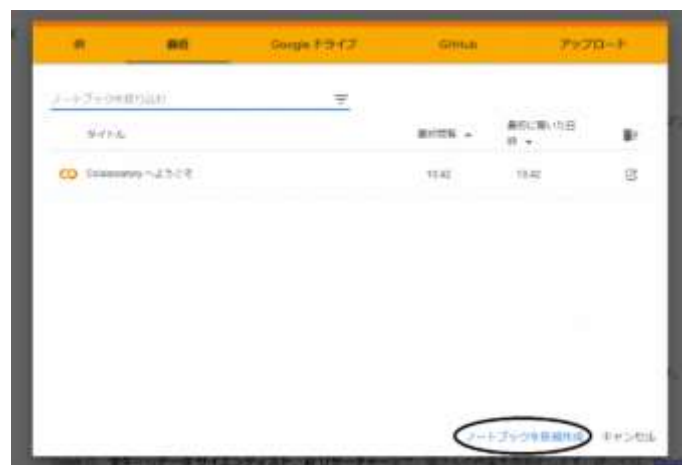 例 最近 Google ドライブ GitHub アップロード
ノートブックを絞り込む
タイトル 最終閲覧 最初に開いた日時
Colaboratory へようこそ 13:42 13:42
ノートブックを新規作成 キャンセル